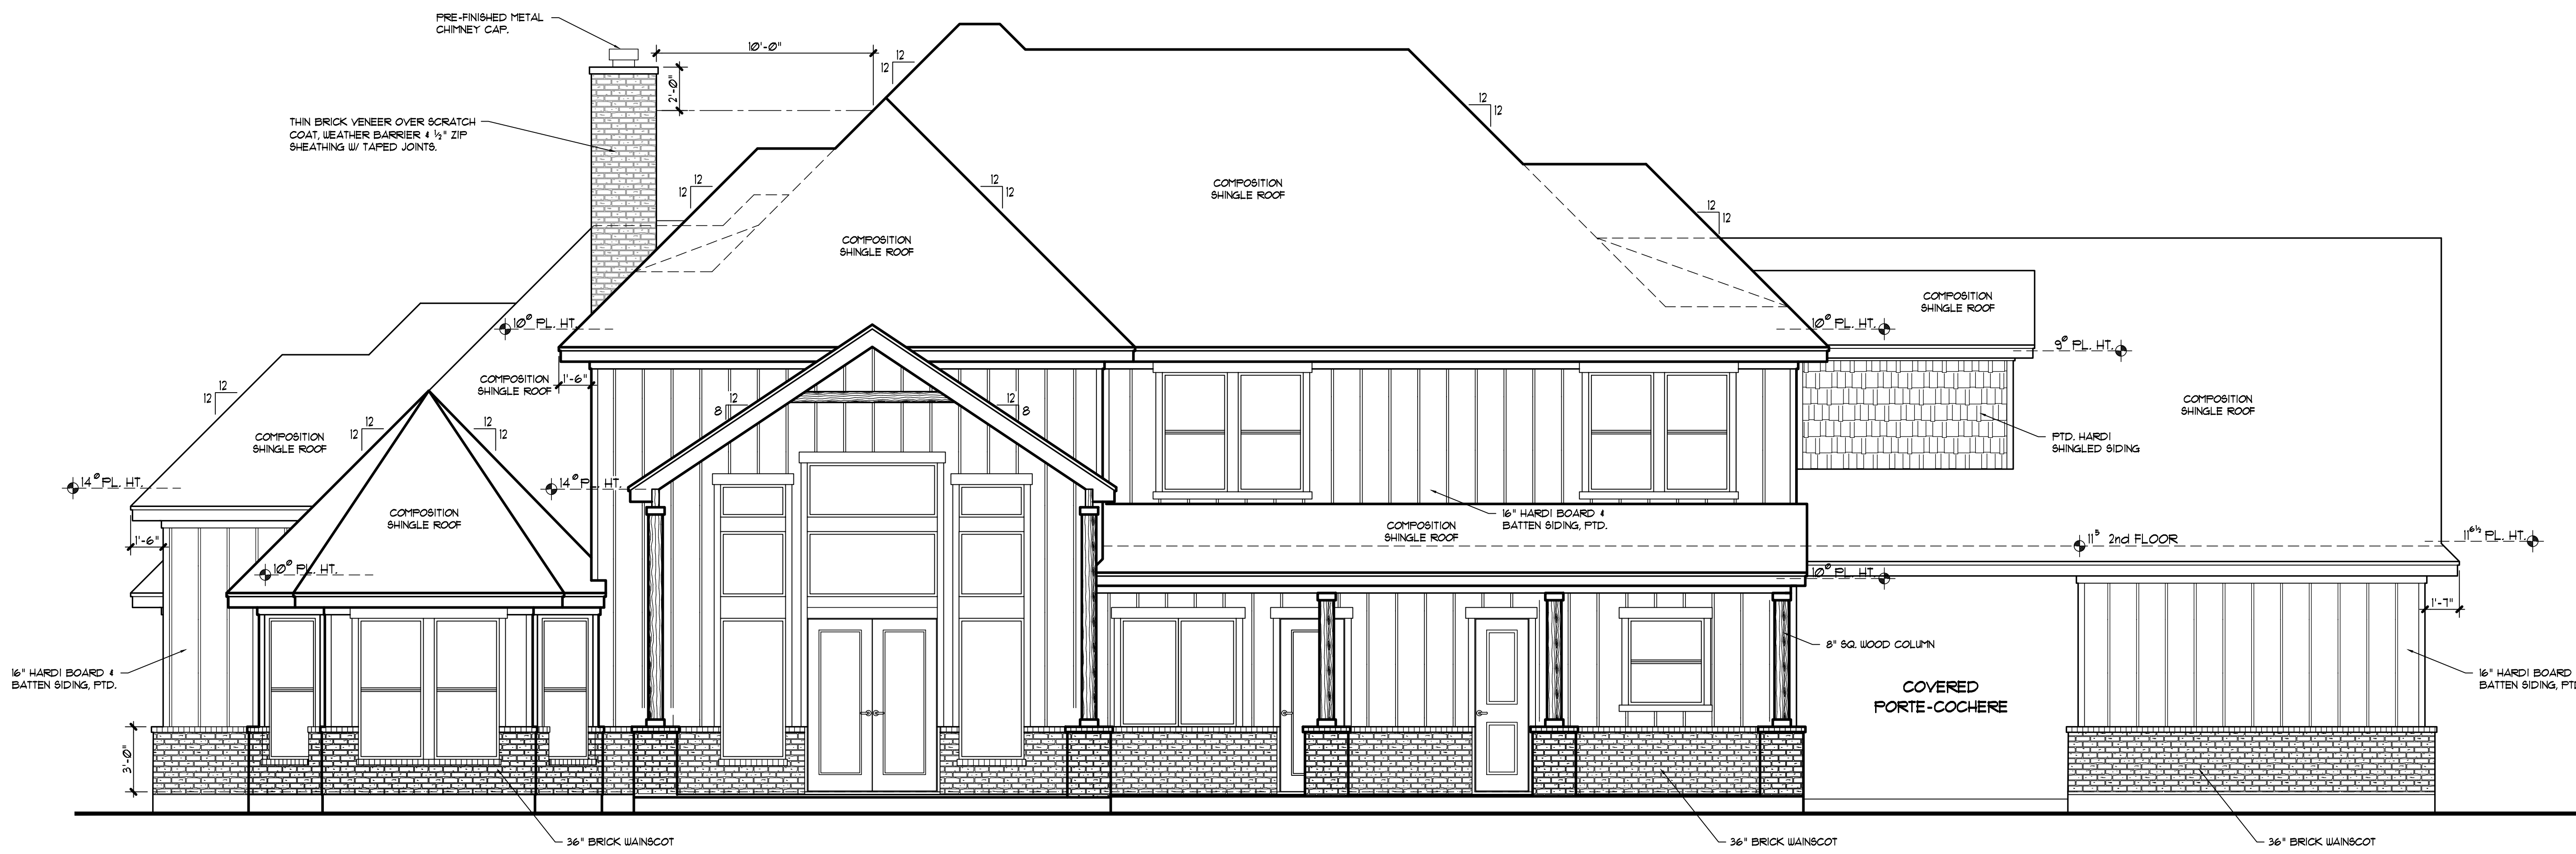 PRE-FINISHED METAL
CHIMNEY CAP.
10'-0"
12
12
2'-0"
12
12
THIN BRICK VENEER OVER SCRATCH
COAT, WEATHER BARRIER & ½" ZIP
SHEATHING W/ TAPED JOINTS.
12
12
12
12
COMPOSITION
SHINGLE ROOF
12
12
COMPOSITION
SHINGLE ROOF
COMPOSITION
SHINGLE ROOF
10⁰ PL. HT.
10⁰ PL. HT.
9⁰ PL. HT.
COMPOSITION
SHINGLE ROOF
1'-6"
12
12
COMPOSITION
SHINGLE ROOF
12
8
12
8
12
12
12
12
COMPOSITION
SHINGLE ROOF
PTD. HARDI
SHINGLED SIDING
14⁰ PL. HT.
14⁰ PL. HT.
COMPOSITION
SHINGLE ROOF
16" HARDI BOARD &
BATTEN SIDING, PTD.
COMPOSITION
SHINGLE ROOF
1'-6"
11⁵ 2nd FLOOR
11⁶½ PL. HT.
10⁰ PL. HT.
10⁰ PL. HT.
1'-7"
8" SQ. WOOD COLUMN
16" HARDI BOARD &
BATTEN SIDING, PTD.
16" HARDI BOARD
BATTEN SIDING, PT
COVERED
PORTE-COCHERE
3'-0"
36" BRICK WAINSCOT
36" BRICK WAINSCOT
36" BRICK WAINSCOT